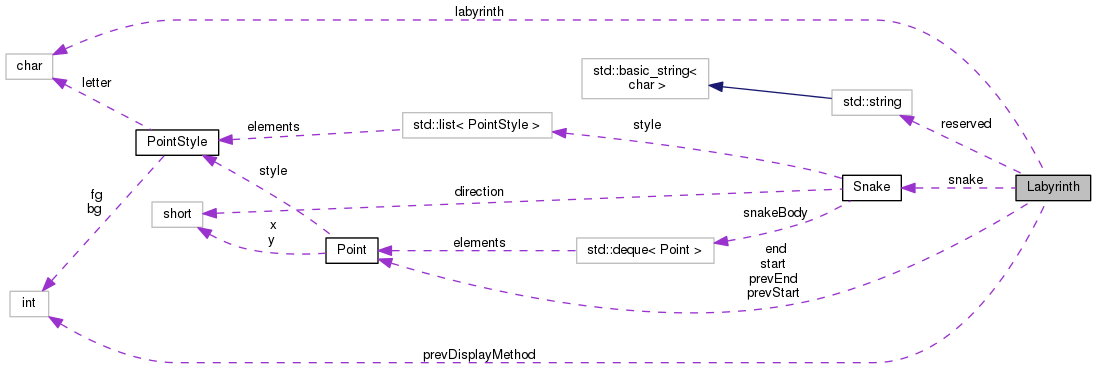 labyrinth
char
letter
std::basic_string<
char >
std::string
elements
std::list< PointStyle >
style
reserved
PointStyle
style
snake
Labyrinth
Snake
direction
fg
bg
short
x
y
snakeBody
Point
elements
std::deque< Point >
end
start
prevEnd
prevStart
int
prevDisplayMethod